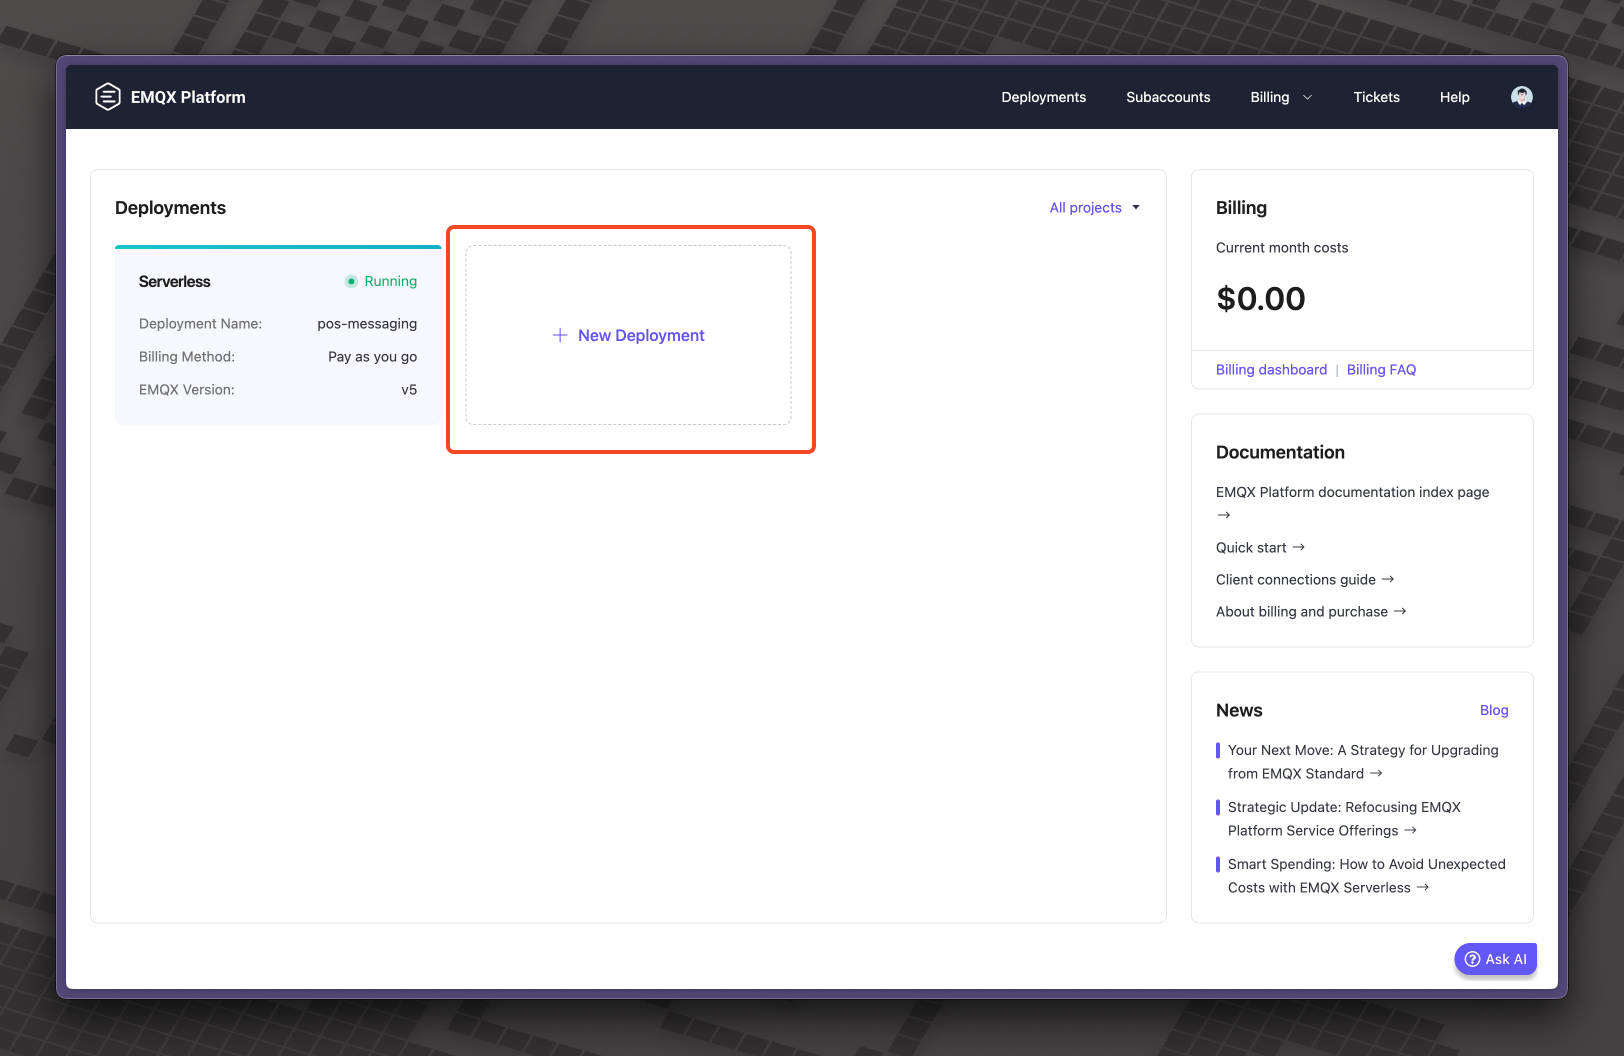 EMQX Platform
Deployments
Subaccounts
Billing
Tickets
Help
Deployments
All projects
Serverless
Running
Deployment Name: pos-messaging
Billing Method: Pay as you go
EMQX Version: v5
New Deployment
Billing
Current month costs
$0.00
Billing dashboard | Billing FAQ
Documentation
EMQX Platform documentation index page
→
Quick start →
Client connections guide →
About billing and purchase →
News
Blog
Your Next Move: A Strategy for Upgrading
from EMQX Standard →
Strategic Update: Refocusing EMQX
Platform Service Offerings →
Smart Spending: How to Avoid Unexpected
Costs with EMQX Serverless →
Ask AI